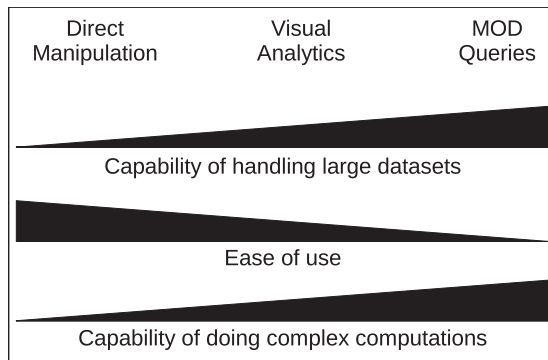 Direct
Manipulation
Visual
Analytics
MOD
Queries
Capability of handling large datasets
Ease of use
Capability of doing complex computations